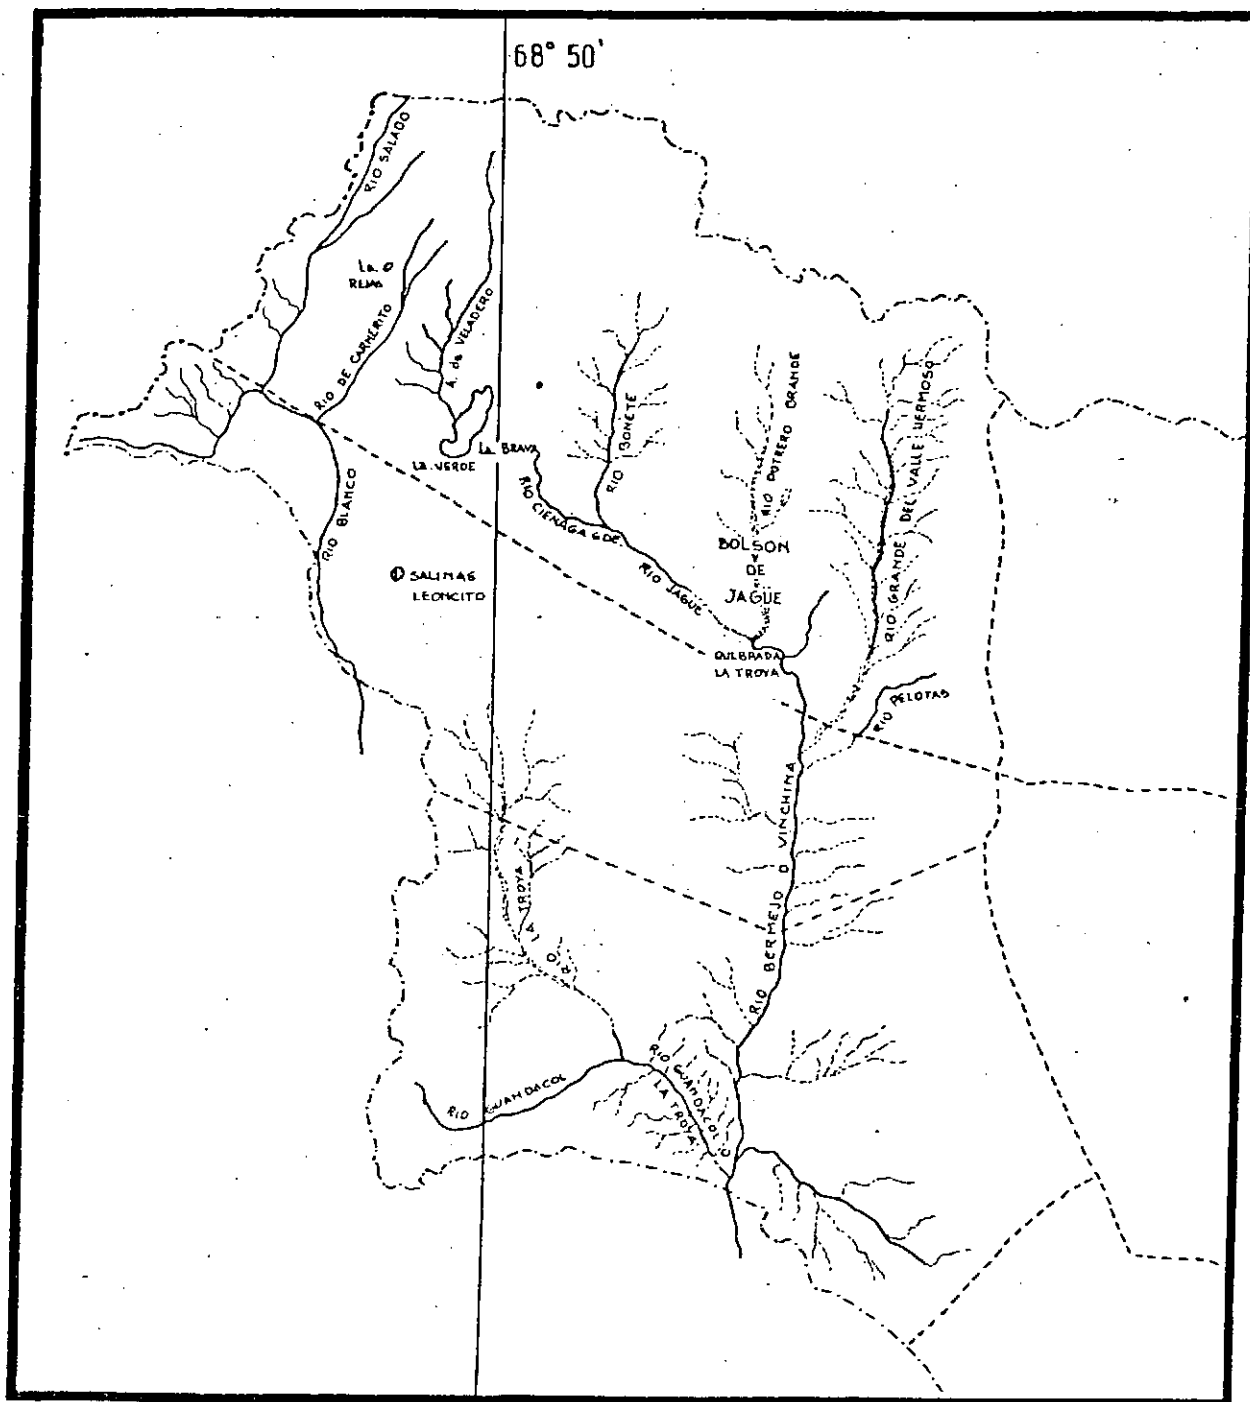 68° 50'
RIO SALADO
La.
RIO DE CARMERITO
A. de VELADERO
RIO BONETE
RIO POTRERO GRANDE
RIO GRANDE DEL VALLE HERMOSO
La. VERDE
La BRAVA
RIO CIENAGA GDE.
RIO BLANCO
SALINAS
LEONCITO
RIO JAGUE
BOLSON
DE
JAGUE
QUEBRADA
LA TROYA
RIO PELOTAS
RIO BERMEJO O VINCHINA
RIO LA TROYA
RIO GUANDACOL
RIO GUANDACOL O
LA TROYA